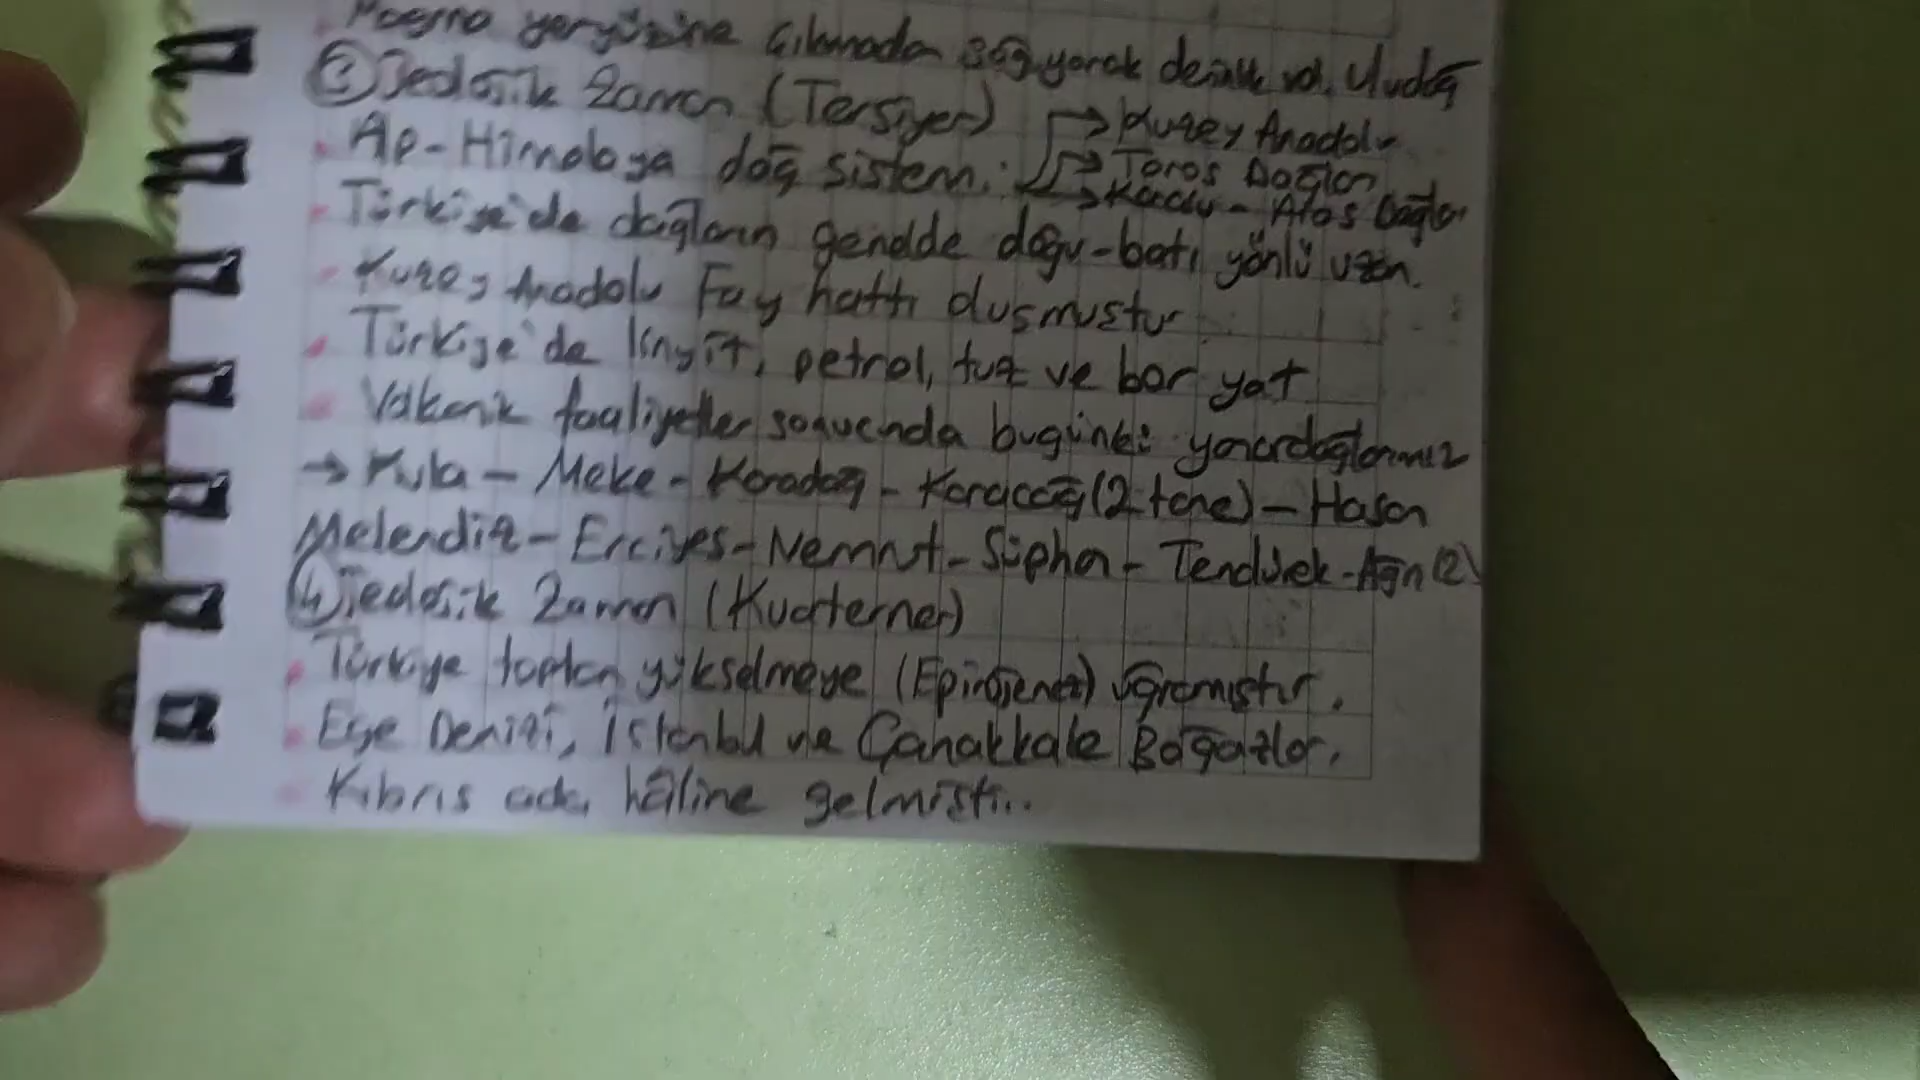 Magma yeryüzüne çıkmadan soğuyarak derinlik vol. Uludağ
③ Jeolojik Zaman (Tersiyer)
• Alp-Himalaya dağ sistemi. → Kuzey Anadolu
→ Toros Dağları
→ Kaçdu - Atos Dağları
• Türkiye'de dağların genelde doğu-batı yönlü uzan.
• Kuzey Anadolu Fay hattı oluşmuştur
• Türkiye'de linyit, petrol, tuz ve bor yat
• Volkanik faaliyetler sonucunda bugünkü yanardağlarımız
→ Kula - Meke - Karadağ - Karacadağ (2 tane) - Hasan
Melendiz - Erciyes - Nemrut - Süphan - Tendürek - Ağrı (2)
④ Jeolojik Zaman (Kuaterner)
• Türkiye toptan yükselmeye (Epirojenez) uğramıştır.
• Ege Denizi, İstanbul ve Çanakkale Boğazlar.
• Kıbrıs ada hâline gelmiştir.